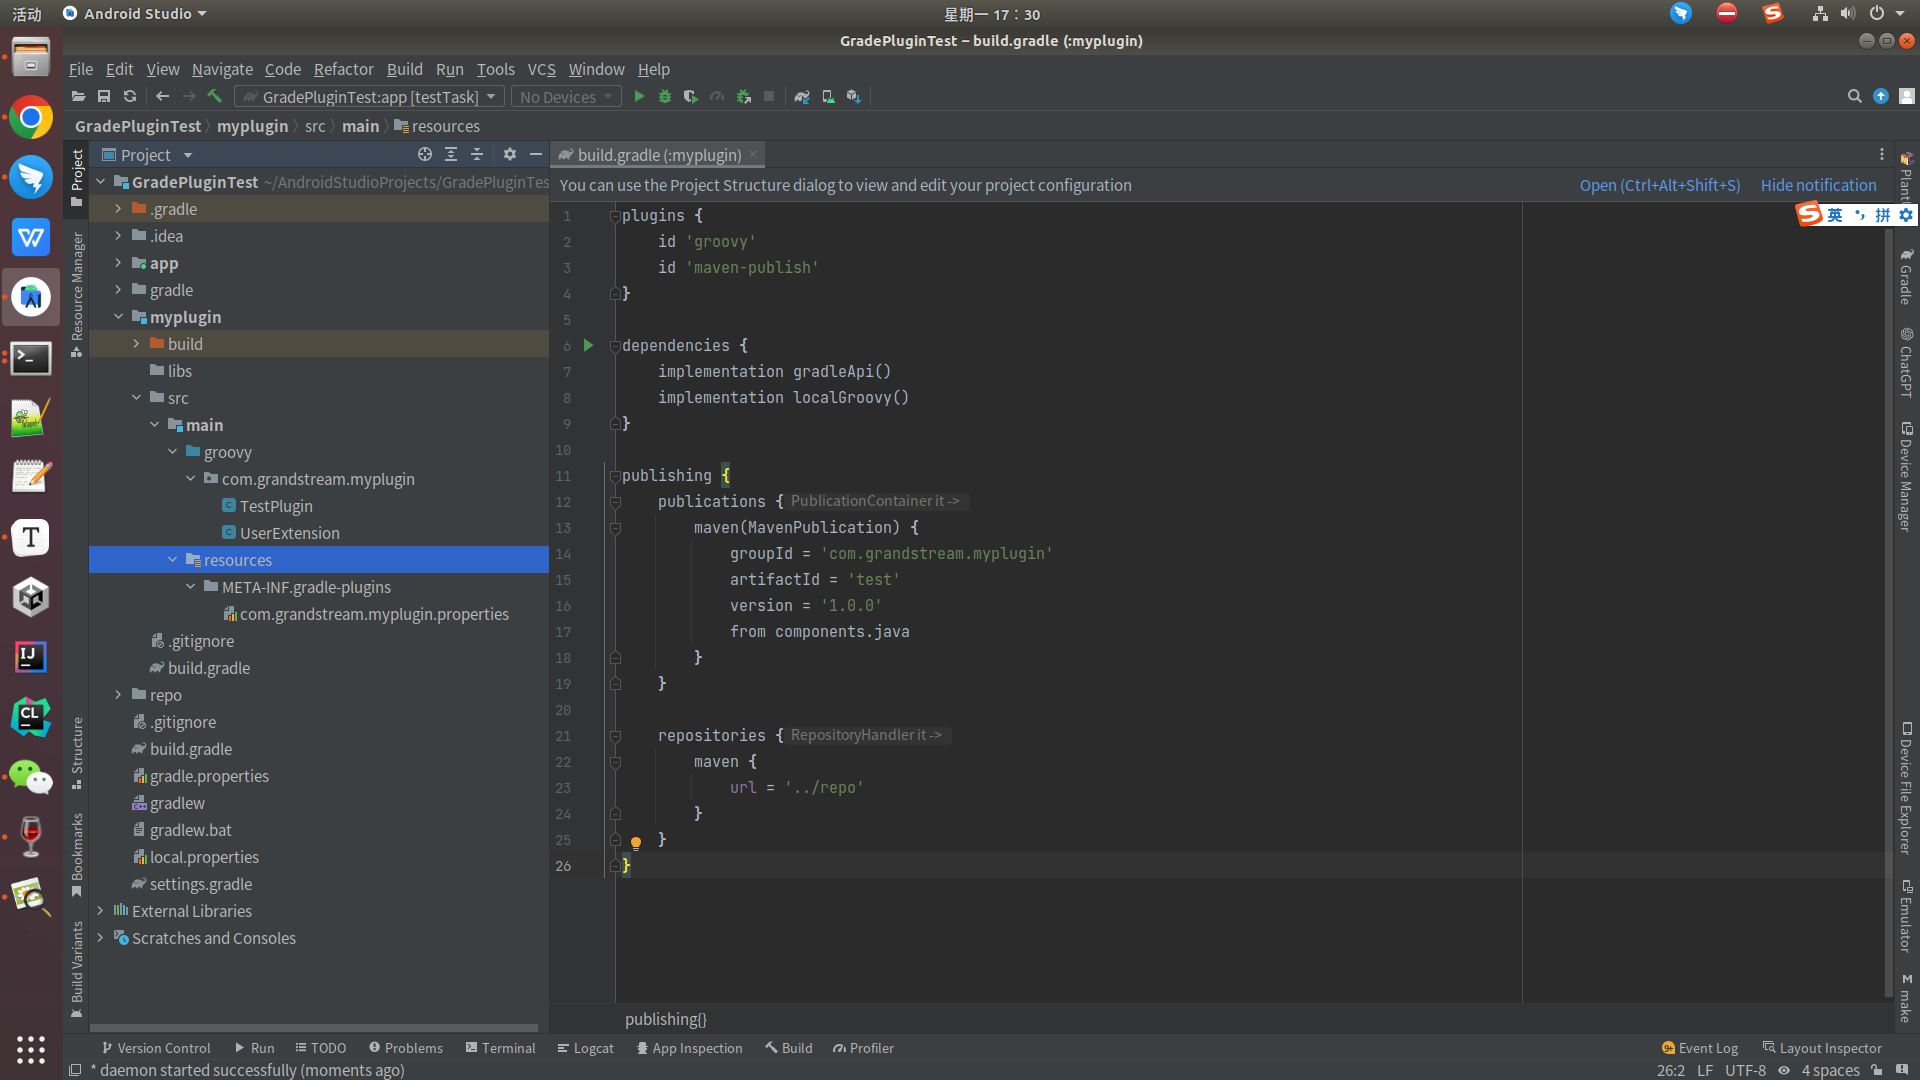 活动
Android Studio
星期一 17：30
GradePluginTest – build.gradle (:myplugin)
File Edit View Navigate Code Refactor Build Run Tools VCS Window Help
GradePluginTest:app [testTask]
No Devices
GradePluginTest myplugin src main resources
Project
build.gradle (:myplugin)
You can use the Project Structure dialog to view and edit your project configuration
Open (Ctrl+Alt+Shift+S)
Hide notification
英 拼
GradePluginTest ~/AndroidStudioProjects/GradePluginTes
.gradle
.idea
app
gradle
myplugin
build
libs
src
main
groovy
com.grandstream.myplugin
TestPlugin
UserExtension
resources
META-INF.gradle-plugins
com.grandstream.myplugin.properties
.gitignore
build.gradle
repo
.gitignore
build.gradle
gradle.properties
gradlew
gradlew.bat
local.properties
settings.gradle
External Libraries
Scratches and Consoles
1 plugins {
2 id 'groovy'
3 id 'maven-publish'
4 }
5
6 dependencies {
7 implementation gradleApi()
8 implementation localGroovy()
9 }
10
11 publishing {
12 publications { PublicationContainer it ->
13 maven(MavenPublication) {
14 groupId = 'com.grandstream.myplugin'
15 artifactId = 'test'
16 version = '1.0.0'
17 from components.java
18 }
19 }
20
21 repositories { RepositoryHandler it ->
22 maven {
23 url = '../repo'
24 }
25 }
26 }
publishing{}
Project
Resource Manager
Structure
Bookmarks
Build Variants
Gradle
ChatGPT
Device Manager
Device File Explorer
Emulator
make
Version Control Run TODO Problems Terminal Logcat App Inspection Build Profiler
Event Log Layout Inspector
* daemon started successfully (moments ago)
26:2 LF UTF-8 4 spaces